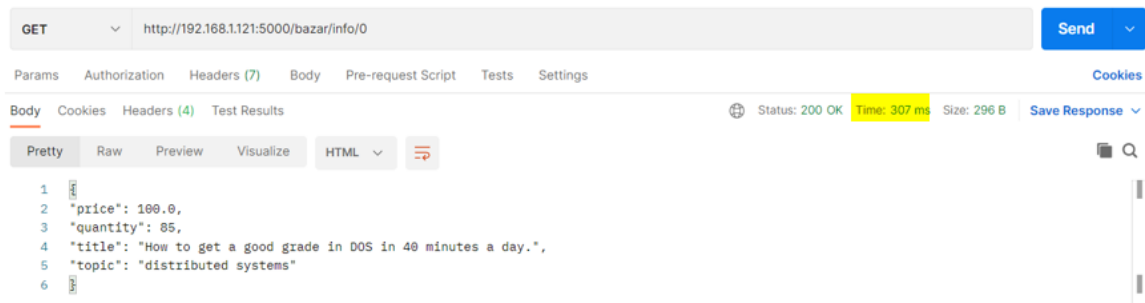 GET http://192.168.1.121:5000/bazar/info/0 Send
Params Authorization Headers (7) Body Pre-request Script Tests Settings Cookies
Body Cookies Headers (4) Test Results Status: 200 OK Time: 307 ms Size: 296 B Save Response
Pretty Raw Preview Visualize HTML
1 {
2 "price": 100.0,
3 "quantity": 85,
4 "title": "How to get a good grade in DOS in 40 minutes a day.",
5 "topic": "distributed systems"
6 }